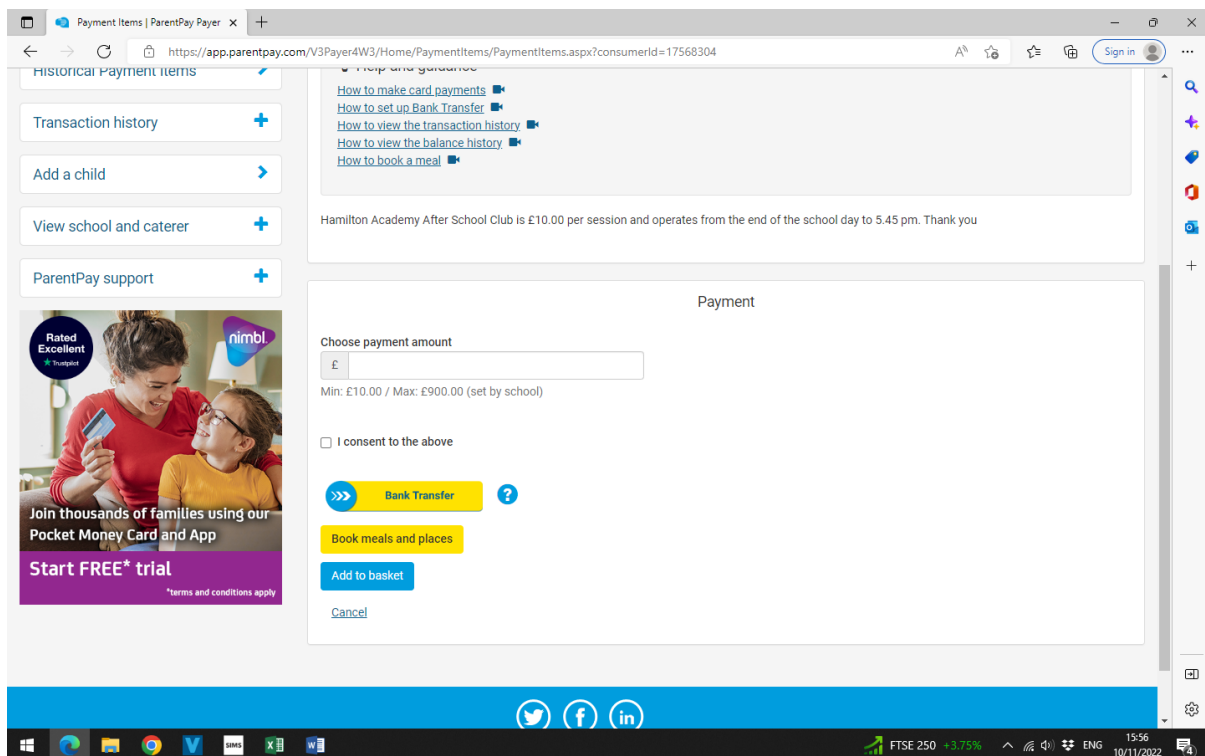 Payment Items | ParentPay Payer
https://app.parentpay.com/V3Payer4W3/Home/PaymentItems/PaymentItems.aspx?consumerId=17568304
Sign in
Historical Payment Items
Transaction history
Add a child
View school and caterer
ParentPay support
Rated
Excellent
Trustpilot
nimbl.
Join thousands of families using our
Pocket Money Card and App
Start FREE* trial
*terms and conditions apply
Help and guidance
How to make card payments
How to set up Bank Transfer
How to view the transaction history
How to view the balance history
How to book a meal
Hamilton Academy After School Club is £10.00 per session and operates from the end of the school day to 5.45 pm. Thank you
Payment
Choose payment amount
£
Min: £10.00 / Max: £900.00 (set by school)
I consent to the above
Bank Transfer
?
Book meals and places
Add to basket
Cancel
SIMS
FTSE 250 +3.75%
ENG
15:56
10/11/2022
4